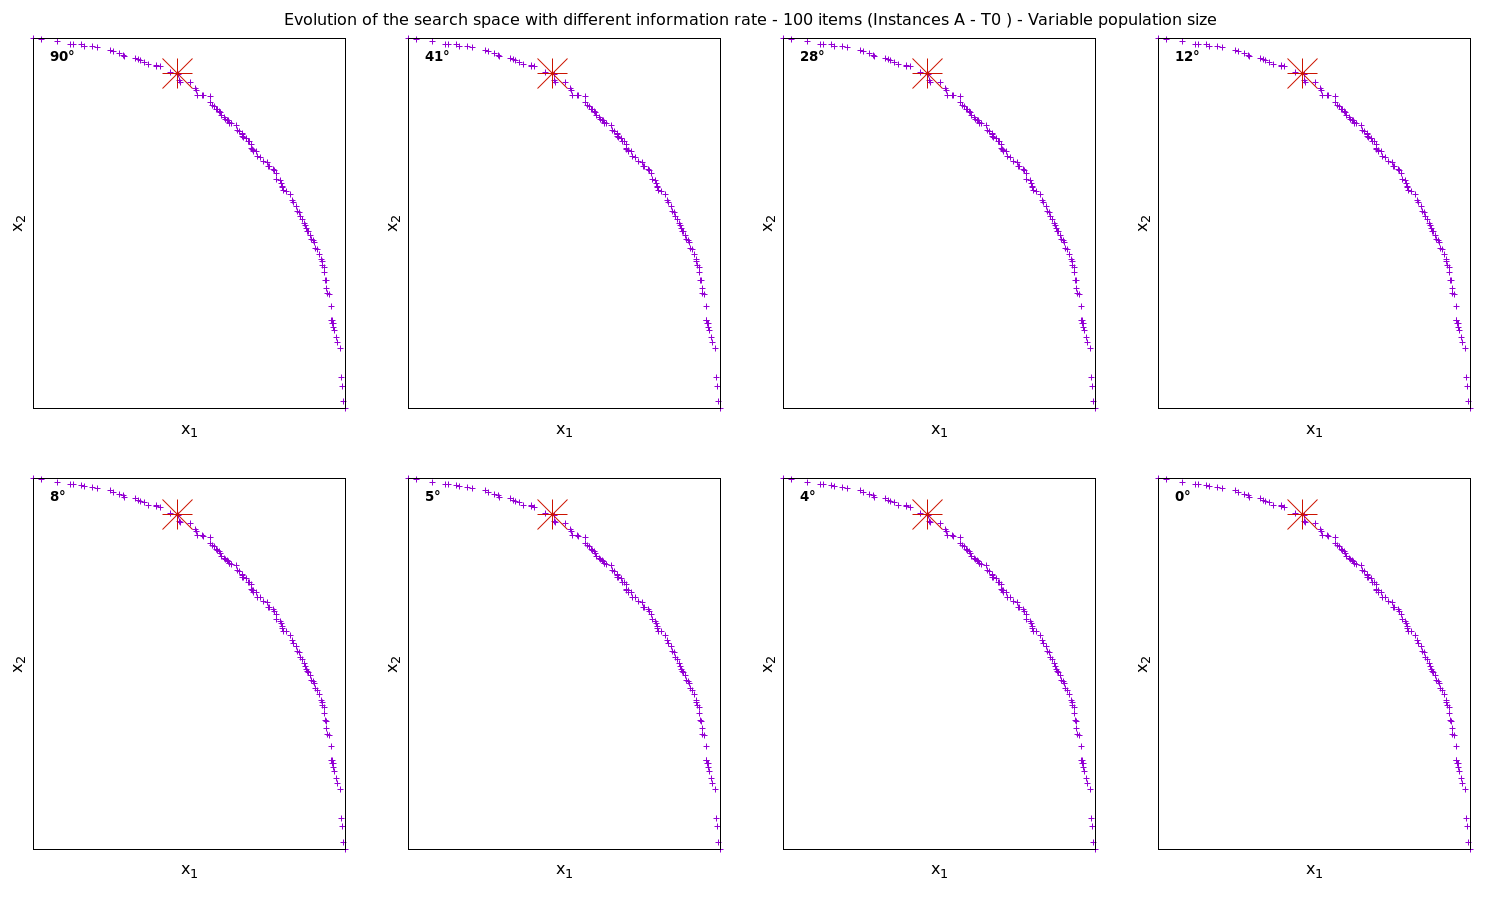 Evolution of the search space with different information rate - 100 items (Instances A - T0 ) - Variable population size
90° 41° 28° 12°
x2 x2 x2 x2
x1 x1 x1 x1
8° 5° 4° 0°
x2 x2 x2 x2
x1 x1 x1 x1